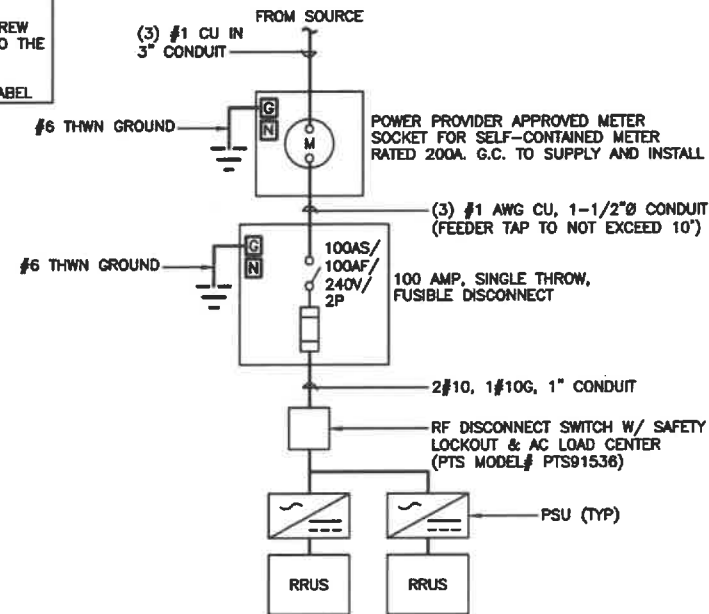 REW
O THE
ABEL
FROM SOURCE
(3) #1 CU IN
3" CONDUIT
#6 THWN GROUND
G
N
M
POWER PROVIDER APPROVED METER
SOCKET FOR SELF-CONTAINED METER
RATED 200A. G.C. TO SUPPLY AND INSTALL
(3) #1 AWG CU, 1-1/2"Ø CONDUIT
(FEEDER TAP TO NOT EXCEED 10')
#6 THWN GROUND
G
N
100AS/
100AF/
240V/
2P
100 AMP, SINGLE THROW,
FUSIBLE DISCONNECT
2#10, 1#10G, 1" CONDUIT
RF DISCONNECT SWITCH W/ SAFETY
LOCKOUT & AC LOAD CENTER
(PTS MODEL# PTS91536)
PSU (TYP)
RRUS
RRUS